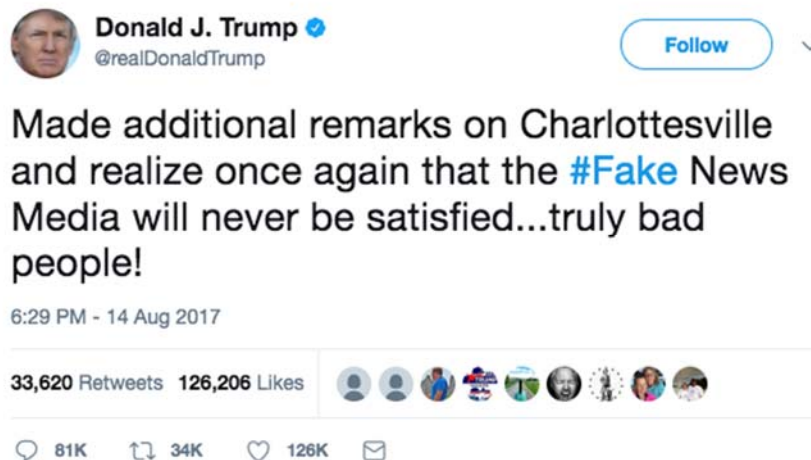 Donald J. Trump
@realDonaldTrump
Follow
Made additional remarks on Charlottesville
and realize once again that the #Fake News
Media will never be satisfied...truly bad
people!
6:29 PM - 14 Aug 2017
33,620 Retweets 126,206 Likes
81K 34K 126K